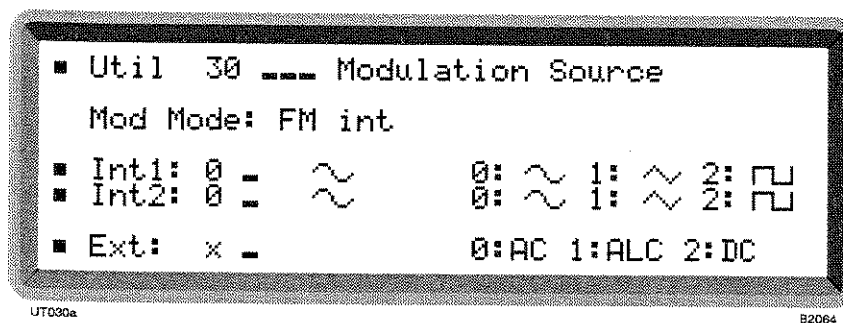 ▪ Util 30 ___ Modulation Source
Mod Mode: FM int
▪ Int1: 0 _ ∿ 0: ∿ 1: ⌵ 2: ⊓⊔
▪ Int2: 0 _ ∿ 0: ∿ 1: ⌵ 2: ⊓⊔
▪ Ext: x _ 0:AC 1:ALC 2:DC
UT030a
B2064